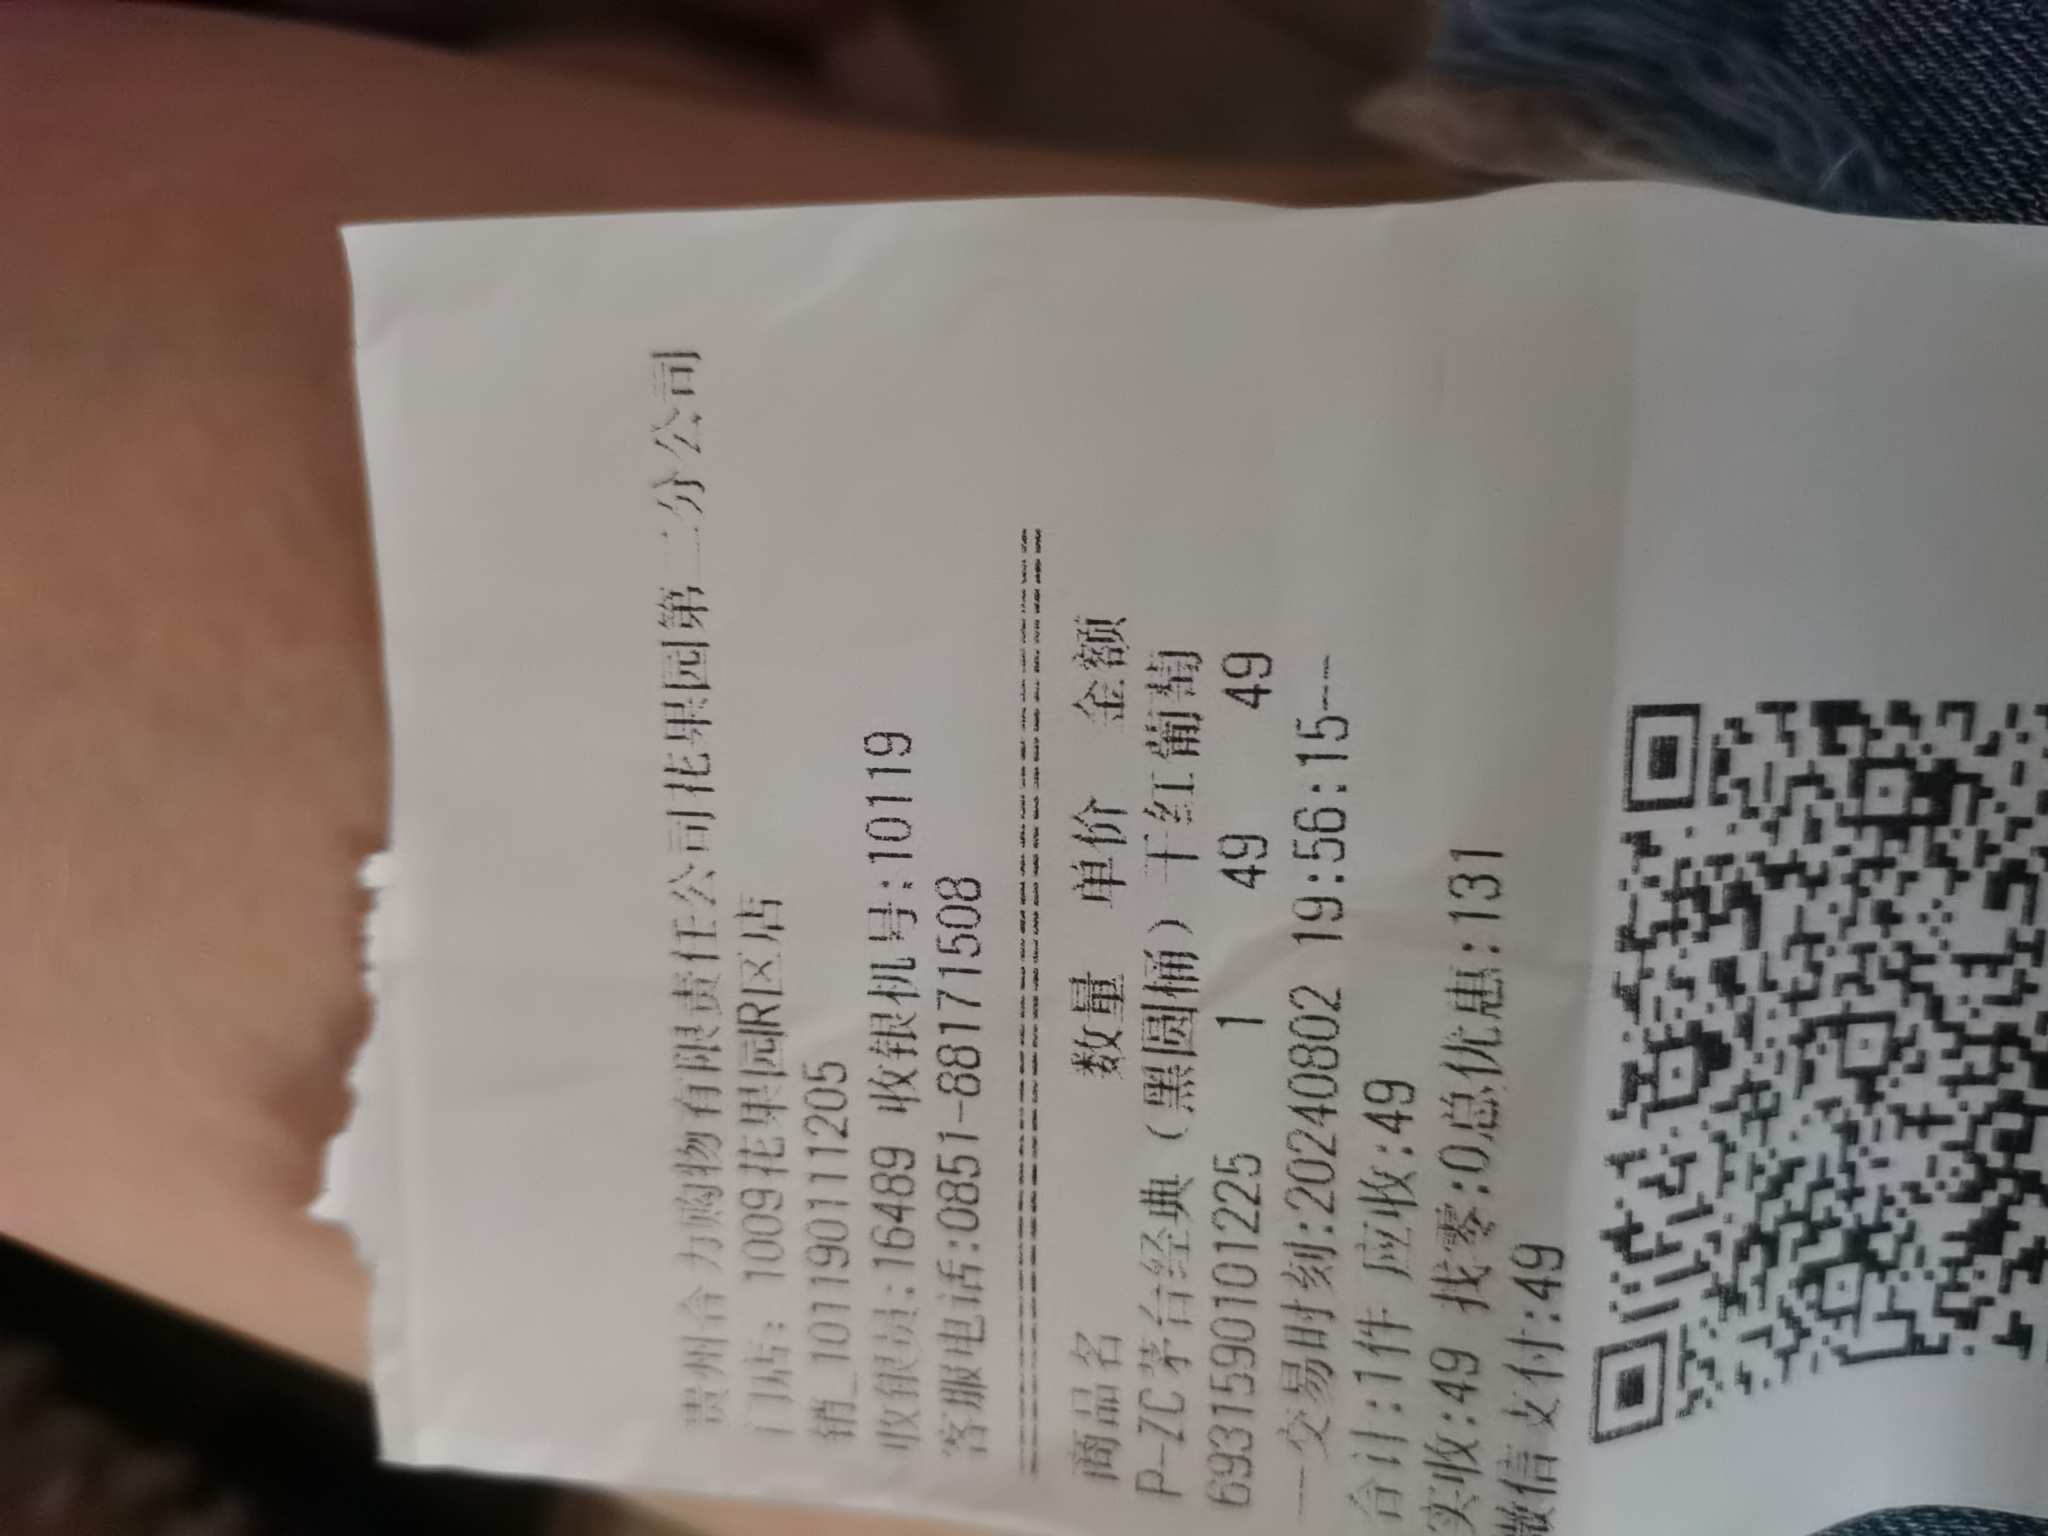 贵州合力购物有限责任公司花果园第二分公司
门店：1009花果园R区店
销_1011901111205
收银员:16489 收银机号:10119
客服电话:0851-88171508
商品名 数量 单价 金额
P-ZC茅台经典（黑圆桶）干红葡萄
6931590101225 1 49 49
——交易时刻:20240802 19:56:15——
合计:1件 应收:49
实收:49 找零:0总优惠:131
微信支付:49